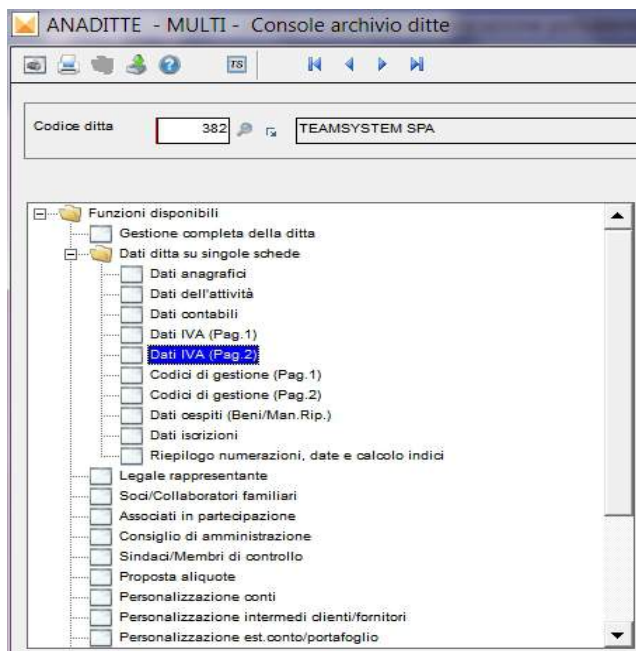 ANADITTE - MULTI - Console archivio ditte
TS
Codice ditta 382 TEAMSYSTEM SPA
Funzioni disponibili
Gestione completa della ditta
Dati ditta su singole schede
Dati anagrafici
Dati dell'attività
Dati contabili
Dati IVA (Pag.1)
Dati IVA (Pag.2)
Codici di gestione (Pag.1)
Codici di gestione (Pag.2)
Dati cespiti (Beni/Man.Rip.)
Dati iscrizioni
Riepilogo numerazioni, date e calcolo indici
Legale rappresentante
Soci/Collaboratori familiari
Associati in partecipazione
Consiglio di amministrazione
Sindaci/Membri di controllo
Proposta aliquote
Personalizzazione conti
Personalizzazione intermedi clienti/fornitori
Personalizzazione est.conto/portafoglio